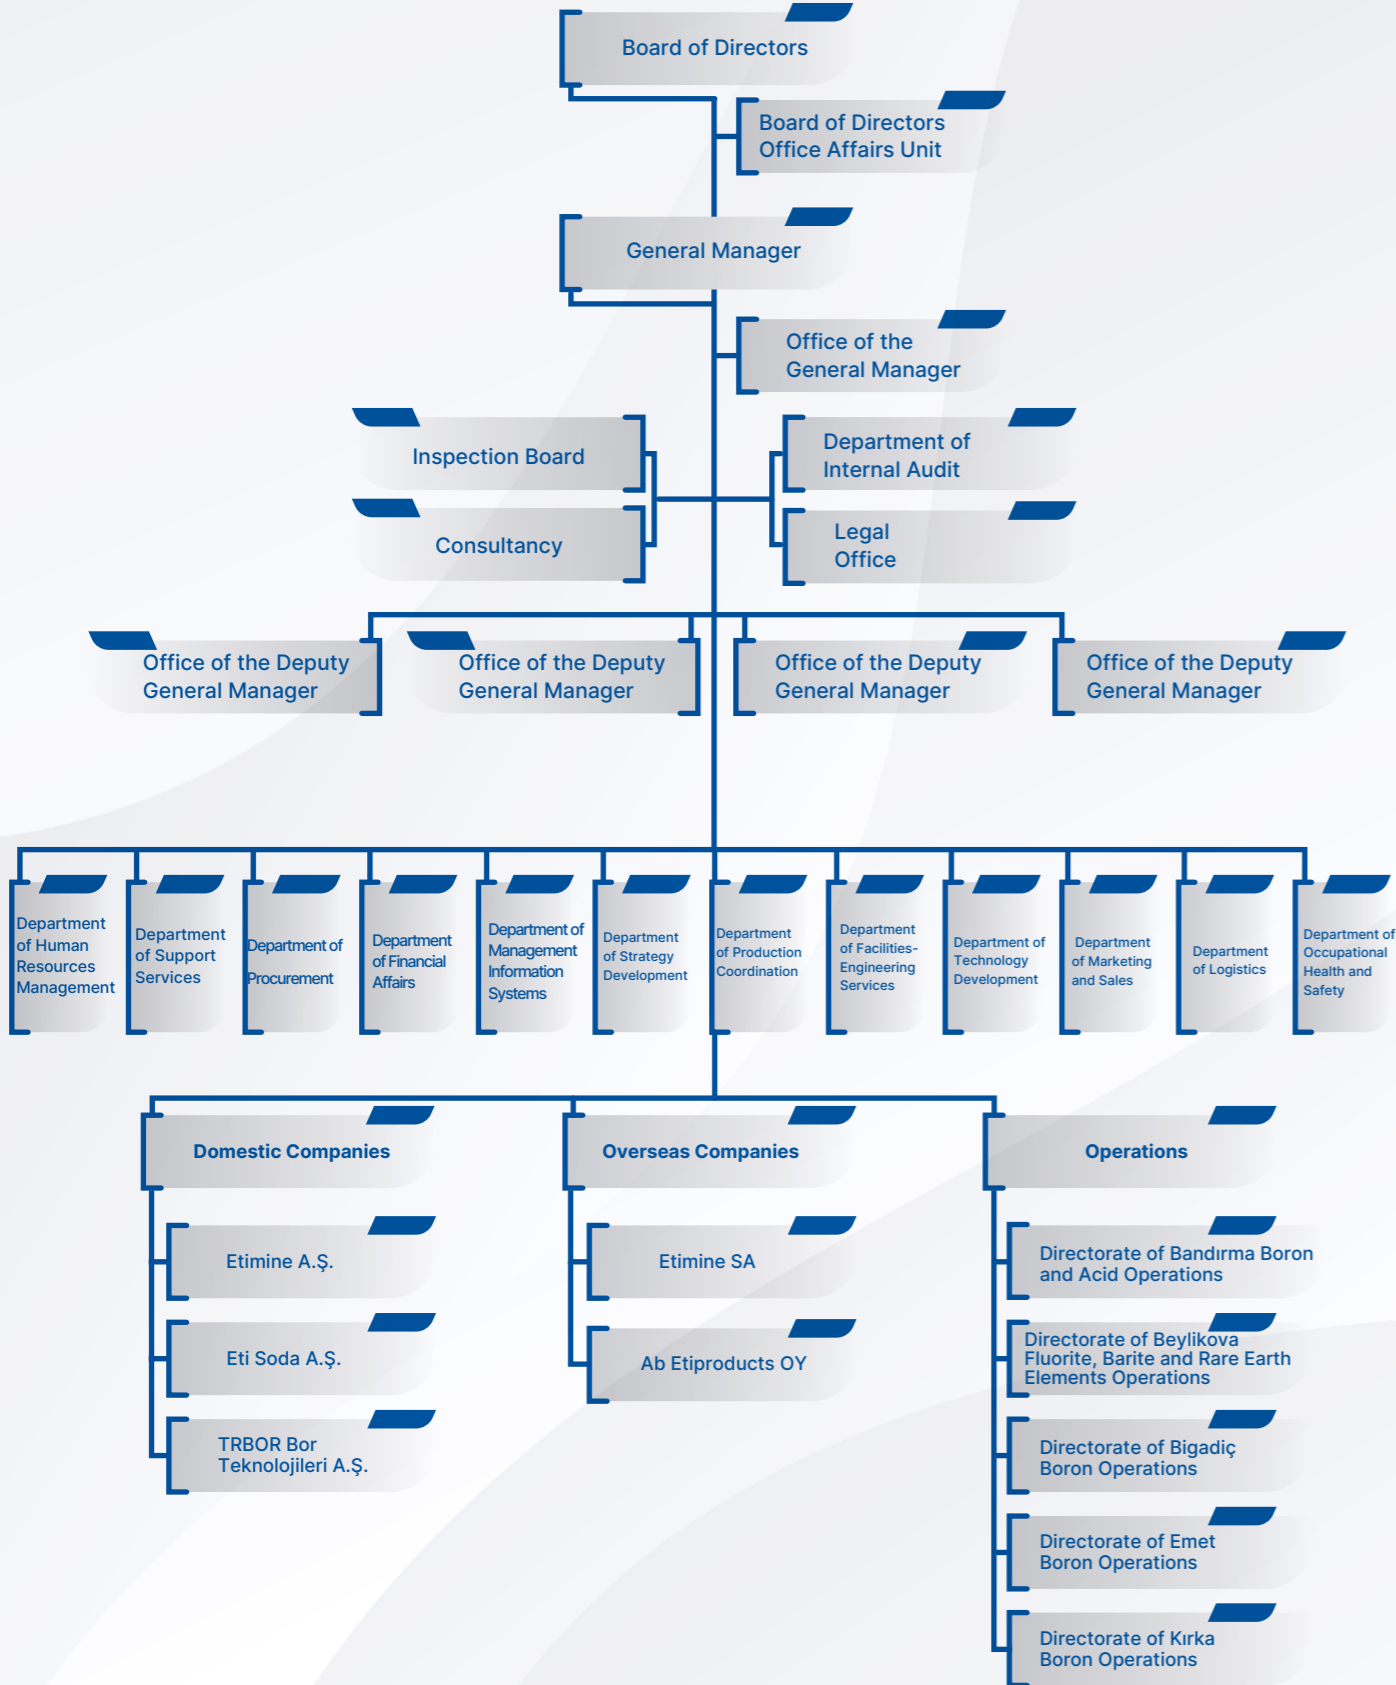 Board of Directors
Board of Directors
Office Affairs Unit
General Manager
Office of the
General Manager
Inspection Board
Department of
Internal Audit
Consultancy
Legal
Office
Office of the Deputy
General Manager
Office of the Deputy
General Manager
Office of the Deputy
General Manager
Office of the Deputy
General Manager
Department
of Human
Resources
Management
Department
of Support
Services
Department of
Procurement
Department
of Financial
Affairs
Department of
Management
Information
Systems
Department
of Strategy
Development
Department
of Production
Coordination
Department
of Facilities-
Engineering
Services
Department of
Technology
Development
Department
of Marketing
and Sales
Department
of Logistics
Department of
Occupational
Health and
Safety
Domestic Companies
Etimine A.Ş.
Eti Soda A.Ş.
TRBOR Bor
Teknolojileri A.Ş.
Overseas Companies
Etimine SA
Ab Etiproducts OY
Operations
Directorate of Bandırma Boron
and Acid Operations
Directorate of Beylikova
Fluorite, Barite and Rare Earth
Elements Operations
Directorate of Bigadiç
Boron Operations
Directorate of Emet
Boron Operations
Directorate of Kırka
Boron Operations